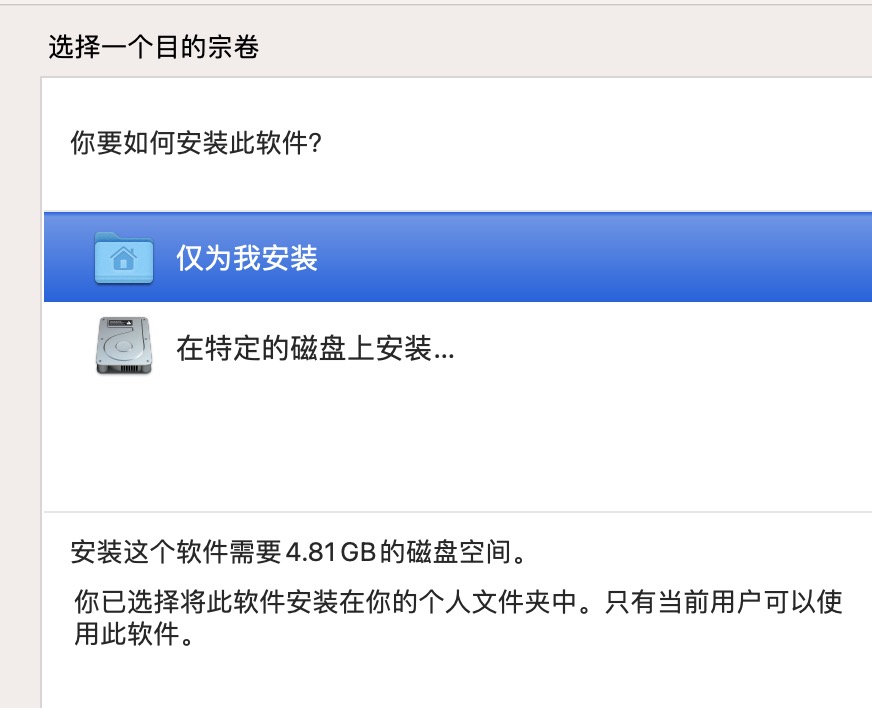 选择一个目的宗卷
你要如何安装此软件?
仅为我安装
在特定的磁盘上安装...
安装这个软件需要4.81GB的磁盘空间。
你已选择将此软件安装在你的个人文件夹中。只有当前用户可以使
用此软件。